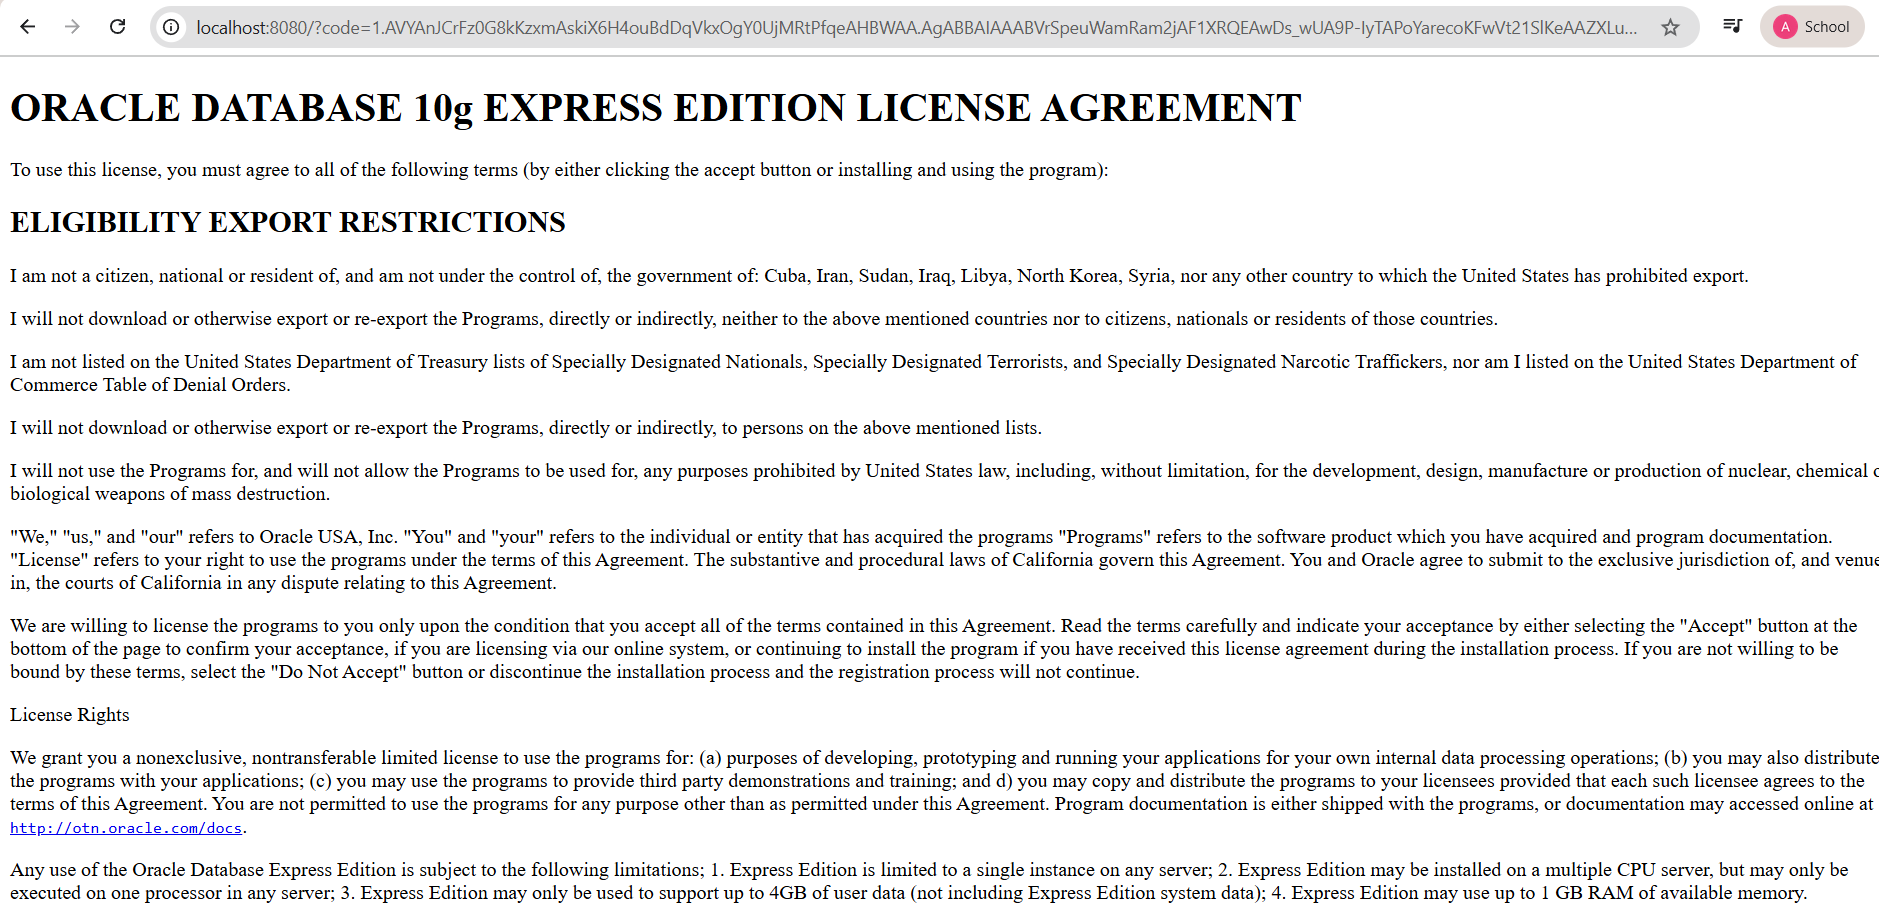 localhost:8080/?code=1.AVYAnJCrFz0G8kKzxmAskiX6H4ouBdDqVkxOgY0UjMRtPfqeAHBWAA.AgABBAIAAABVrSpeuWamRam2jAF1XRQEAwDs_wUA9P-IyTAPoYarecoKFwVt21SlKeAAZXLu...
A School
ORACLE DATABASE 10g EXPRESS EDITION LICENSE AGREEMENT
To use this license, you must agree to all of the following terms (by either clicking the accept button or installing and using the program):
ELIGIBILITY EXPORT RESTRICTIONS
I am not a citizen, national or resident of, and am not under the control of, the government of: Cuba, Iran, Sudan, Iraq, Libya, North Korea, Syria, nor any other country to which the United States has prohibited export.
I will not download or otherwise export or re-export the Programs, directly or indirectly, neither to the above mentioned countries nor to citizens, nationals or residents of those countries.
I am not listed on the United States Department of Treasury lists of Specially Designated Nationals, Specially Designated Terrorists, and Specially Designated Narcotic Traffickers, nor am I listed on the United States Department of
Commerce Table of Denial Orders.
I will not download or otherwise export or re-export the Programs, directly or indirectly, to persons on the above mentioned lists.
I will not use the Programs for, and will not allow the Programs to be used for, any purposes prohibited by United States law, including, without limitation, for the development, design, manufacture or production of nuclear, chemical
biological weapons of mass destruction.
"We," "us," and "our" refers to Oracle USA, Inc. "You" and "your" refers to the individual or entity that has acquired the programs "Programs" refers to the software product which you have acquired and program documentation.
"License" refers to your right to use the programs under the terms of this Agreement. The substantive and procedural laws of California govern this Agreement. You and Oracle agree to submit to the exclusive jurisdiction of, and venue
in, the courts of California in any dispute relating to this Agreement.
We are willing to license the programs to you only upon the condition that you accept all of the terms contained in this Agreement. Read the terms carefully and indicate your acceptance by either selecting the "Accept" button at the
bottom of the page to confirm your acceptance, if you are licensing via our online system, or continuing to install the program if you have received this license agreement during the installation process. If you are not willing to be
bound by these terms, select the "Do Not Accept" button or discontinue the installation process and the registration process will not continue.
License Rights
We grant you a nonexclusive, nontransferable limited license to use the programs for: (a) purposes of developing, prototyping and running your applications for your own internal data processing operations; (b) you may also distribute
the programs with your applications; (c) you may use the programs to provide third party demonstrations and training; and d) you may copy and distribute the programs to your licensees provided that each such licensee agrees to the
terms of this Agreement. You are not permitted to use the programs for any purpose other than as permitted under this Agreement. Program documentation is either shipped with the programs, or documentation may accessed online at
http://otn.oracle.com/docs.
Any use of the Oracle Database Express Edition is subject to the following limitations; 1. Express Edition is limited to a single instance on any server; 2. Express Edition may be installed on a multiple CPU server, but may only be
executed on one processor in any server; 3. Express Edition may only be used to support up to 4GB of user data (not including Express Edition system data); 4. Express Edition may use up to 1 GB RAM of available memory.